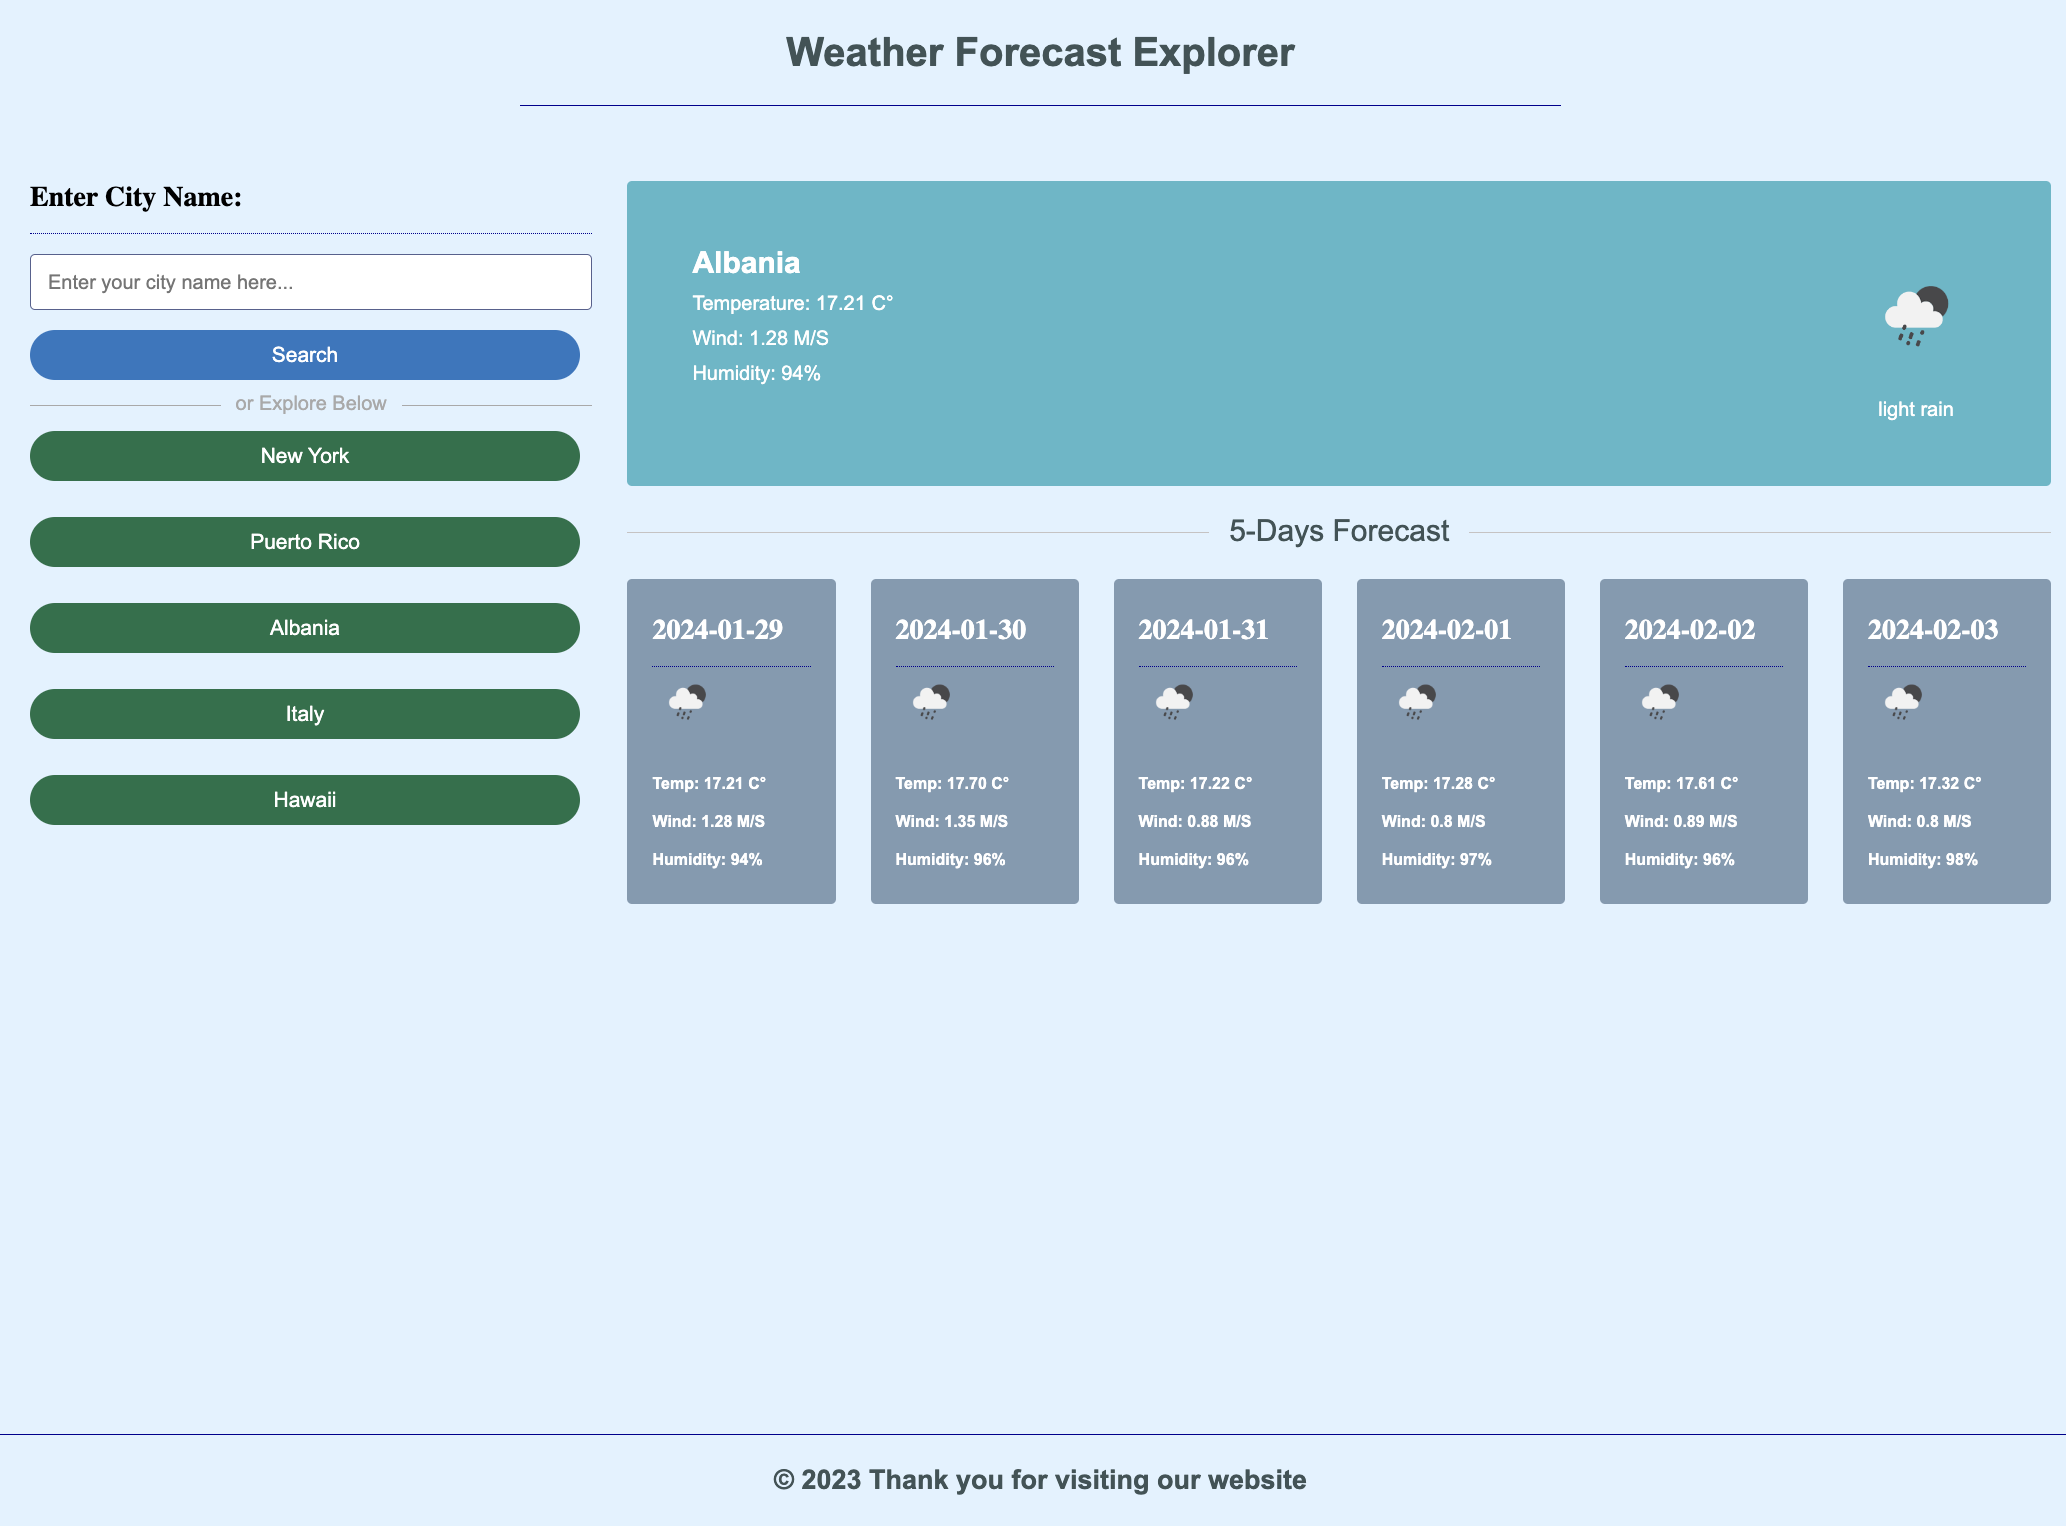 Weather Forecast Explorer
Enter City Name:
Enter your city name here...
Search
or Explore Below
New York
Puerto Rico
Albania
Italy
Hawaii
Albania
Temperature: 17.21 C°
Wind: 1.28 M/S
Humidity: 94%
light rain
5-Days Forecast
2024-01-29
Temp: 17.21 C°
Wind: 1.28 M/S
Humidity: 94%
2024-01-30
Temp: 17.70 C°
Wind: 1.35 M/S
Humidity: 96%
2024-01-31
Temp: 17.22 C°
Wind: 0.88 M/S
Humidity: 96%
2024-02-01
Temp: 17.28 C°
Wind: 0.8 M/S
Humidity: 97%
2024-02-02
Temp: 17.61 C°
Wind: 0.89 M/S
Humidity: 96%
2024-02-03
Temp: 17.32 C°
Wind: 0.8 M/S
Humidity: 98%
© 2023 Thank you for visiting our website